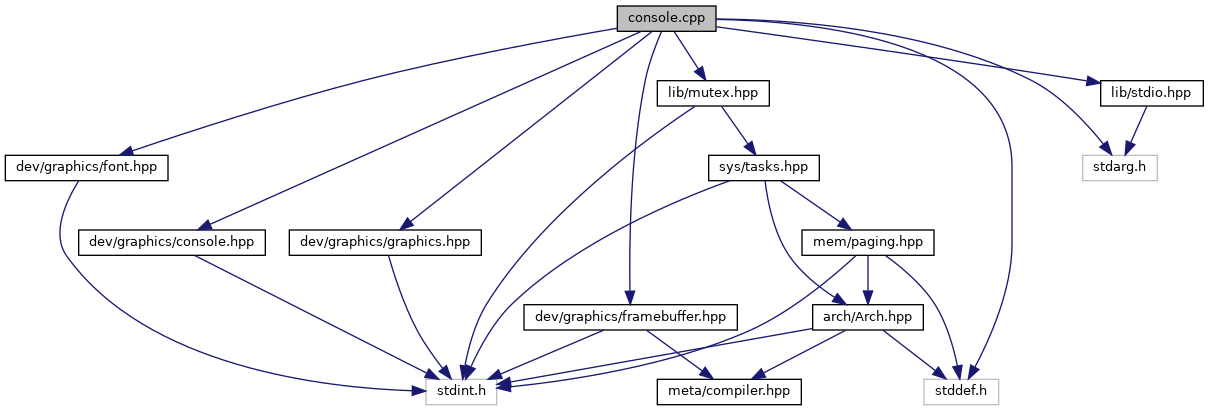 console.cpp
lib/mutex.hpp
lib/stdio.hpp
dev/graphics/font.hpp
sys/tasks.hpp
stdarg.h
dev/graphics/console.hpp
dev/graphics/graphics.hpp
mem/paging.hpp
dev/graphics/framebuffer.hpp
arch/Arch.hpp
stdint.h
meta/compiler.hpp
stddef.h